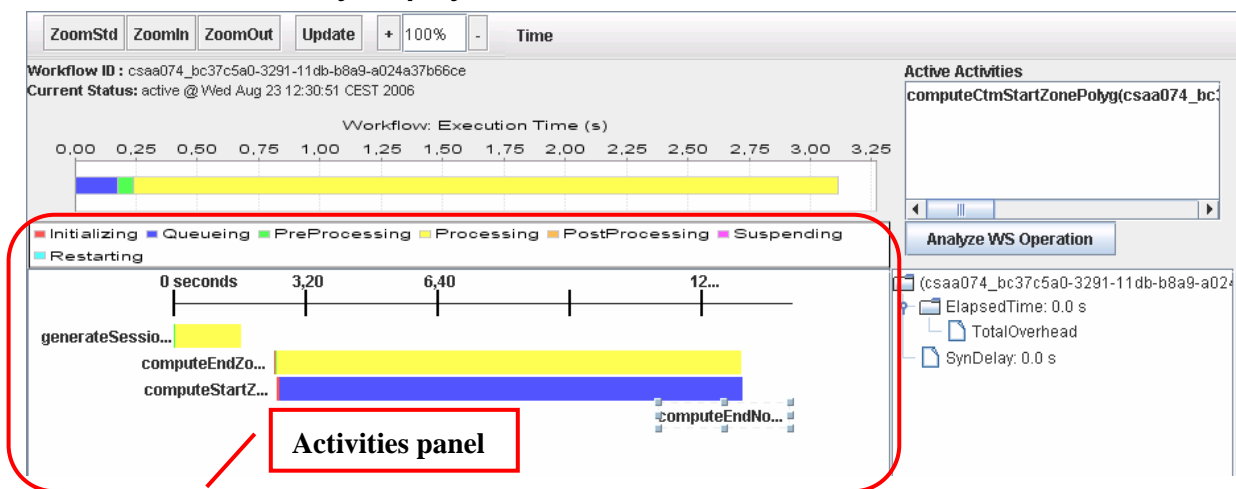 ZoomStd ZoomIn ZoomOut Update + 100% - Time
Workflow ID : csaa074_bc37c5a0-3291-11db-b8a9-a024a37b66ce
Current Status: active @ Wed Aug 23 12:30:51 CEST 2006
Workflow: Execution Time (s)
0,00 0,25 0,50 0,75 1,00 1,25 1,50 1,75 2,00 2,25 2,50 2,75 3,00 3,25
Active Activities
computeCtmStartZonePolyg(csaa074_bc3
Initializing Queueing PreProcessing Processing PostProcessing Suspending
Restarting
Analyze WS Operation
0 seconds 3,20 6,40 12...
generateSessio...
computeEndZo...
computeStartZ...
computeEndNo...
Activities panel
(csaa074_bc37c5a0-3291-11db-b8a9-a024
ElapsedTime: 0.0 s
TotalOverhead
SynDelay: 0.0 s